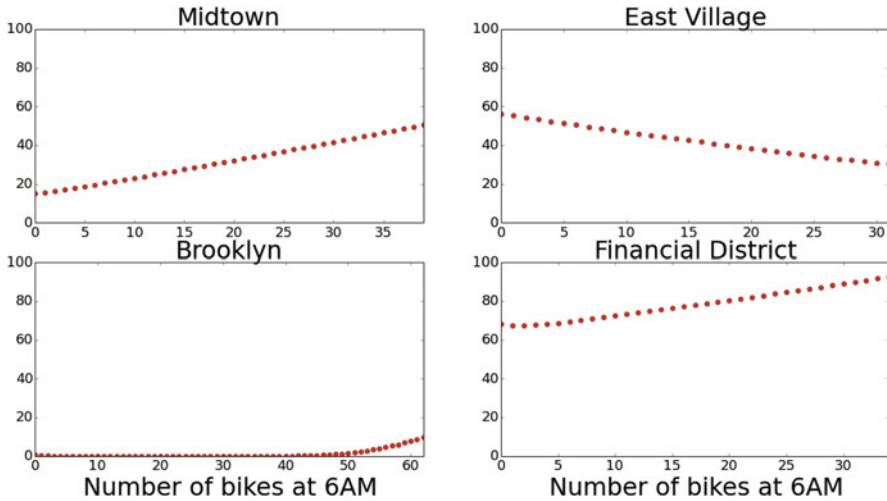 Midtown
100
80
60
40
20
0
0 5 10 15 20 25 30 35
East Village
100
80
60
40
20
0
0 5 10 15 20 25 30
Brooklyn
100
80
60
40
20
0
0 10 20 30 40 50 60
Number of bikes at 6AM
Financial District
100
80
60
40
20
0
0 5 10 15 20 25 30
Number of bikes at 6AM